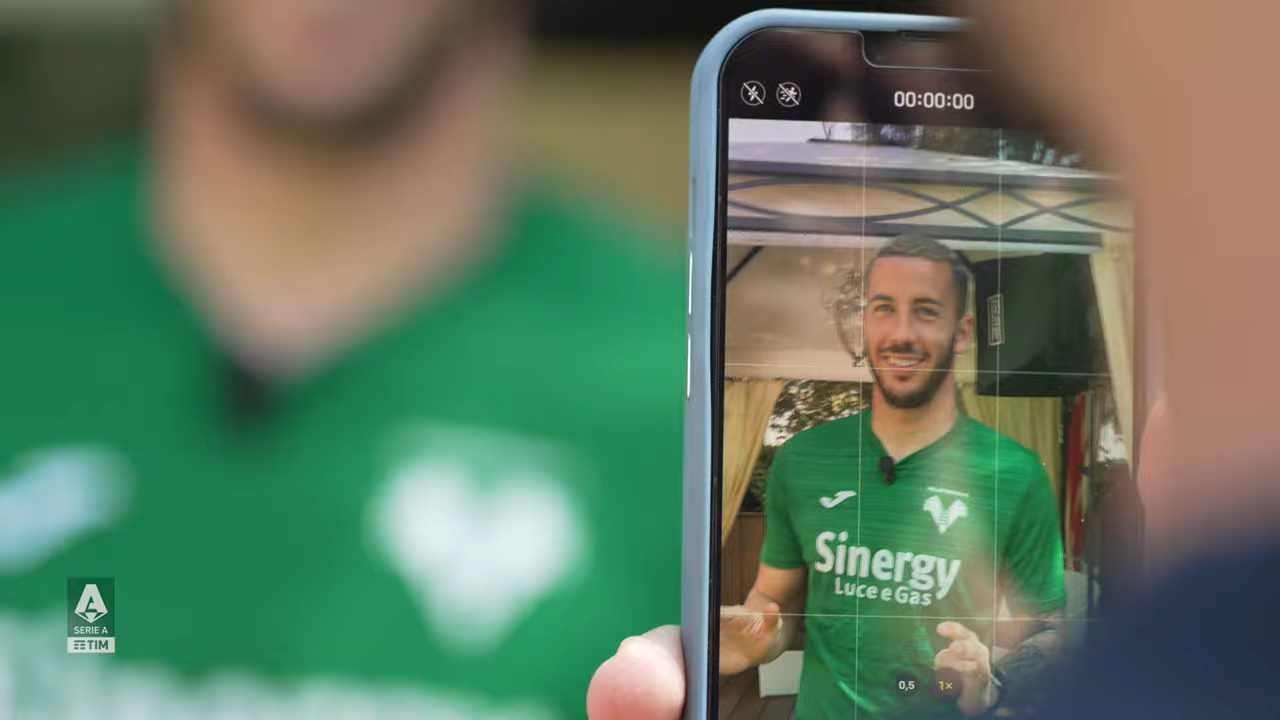 00:00:00
Sinergy
Luce e Gas
0,5
1×
SERIE A
TIM